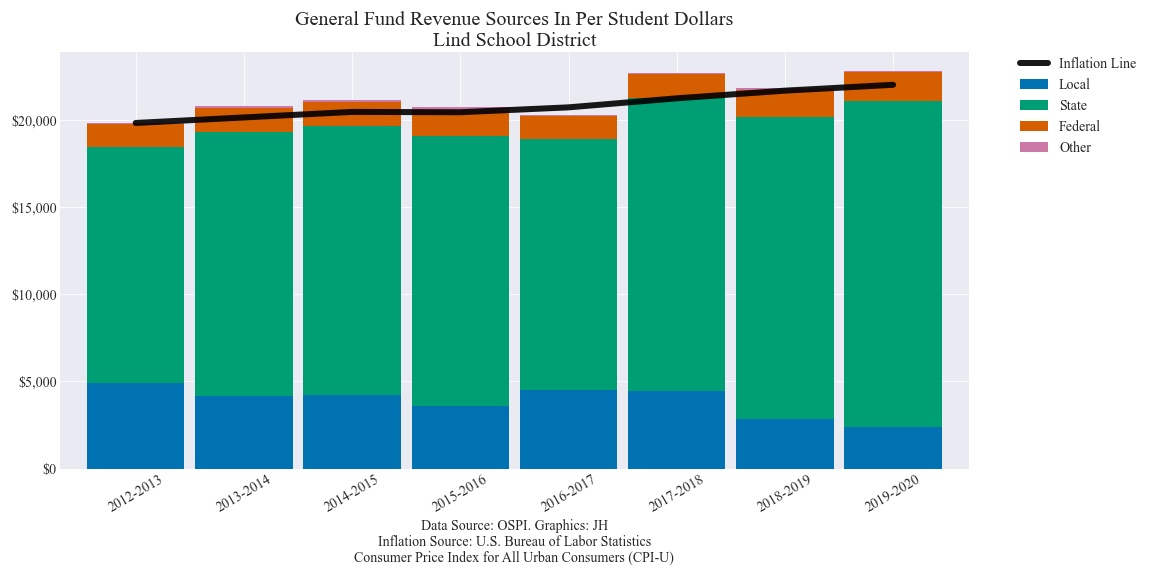 General Fund Revenue Sources In Per Student Dollars
Lind School District
Inflation Line
Local
State
Federal
Other
$20,000
$15,000
$10,000
$5,000
$0
2012-2013
2013-2014
2014-2015
2015-2016
2016-2017
2017-2018
2018-2019
2019-2020
Data Source: OSPI. Graphics: JH
Inflation Source: U.S. Bureau of Labor Statistics
Consumer Price Index for All Urban Consumers (CPI-U)